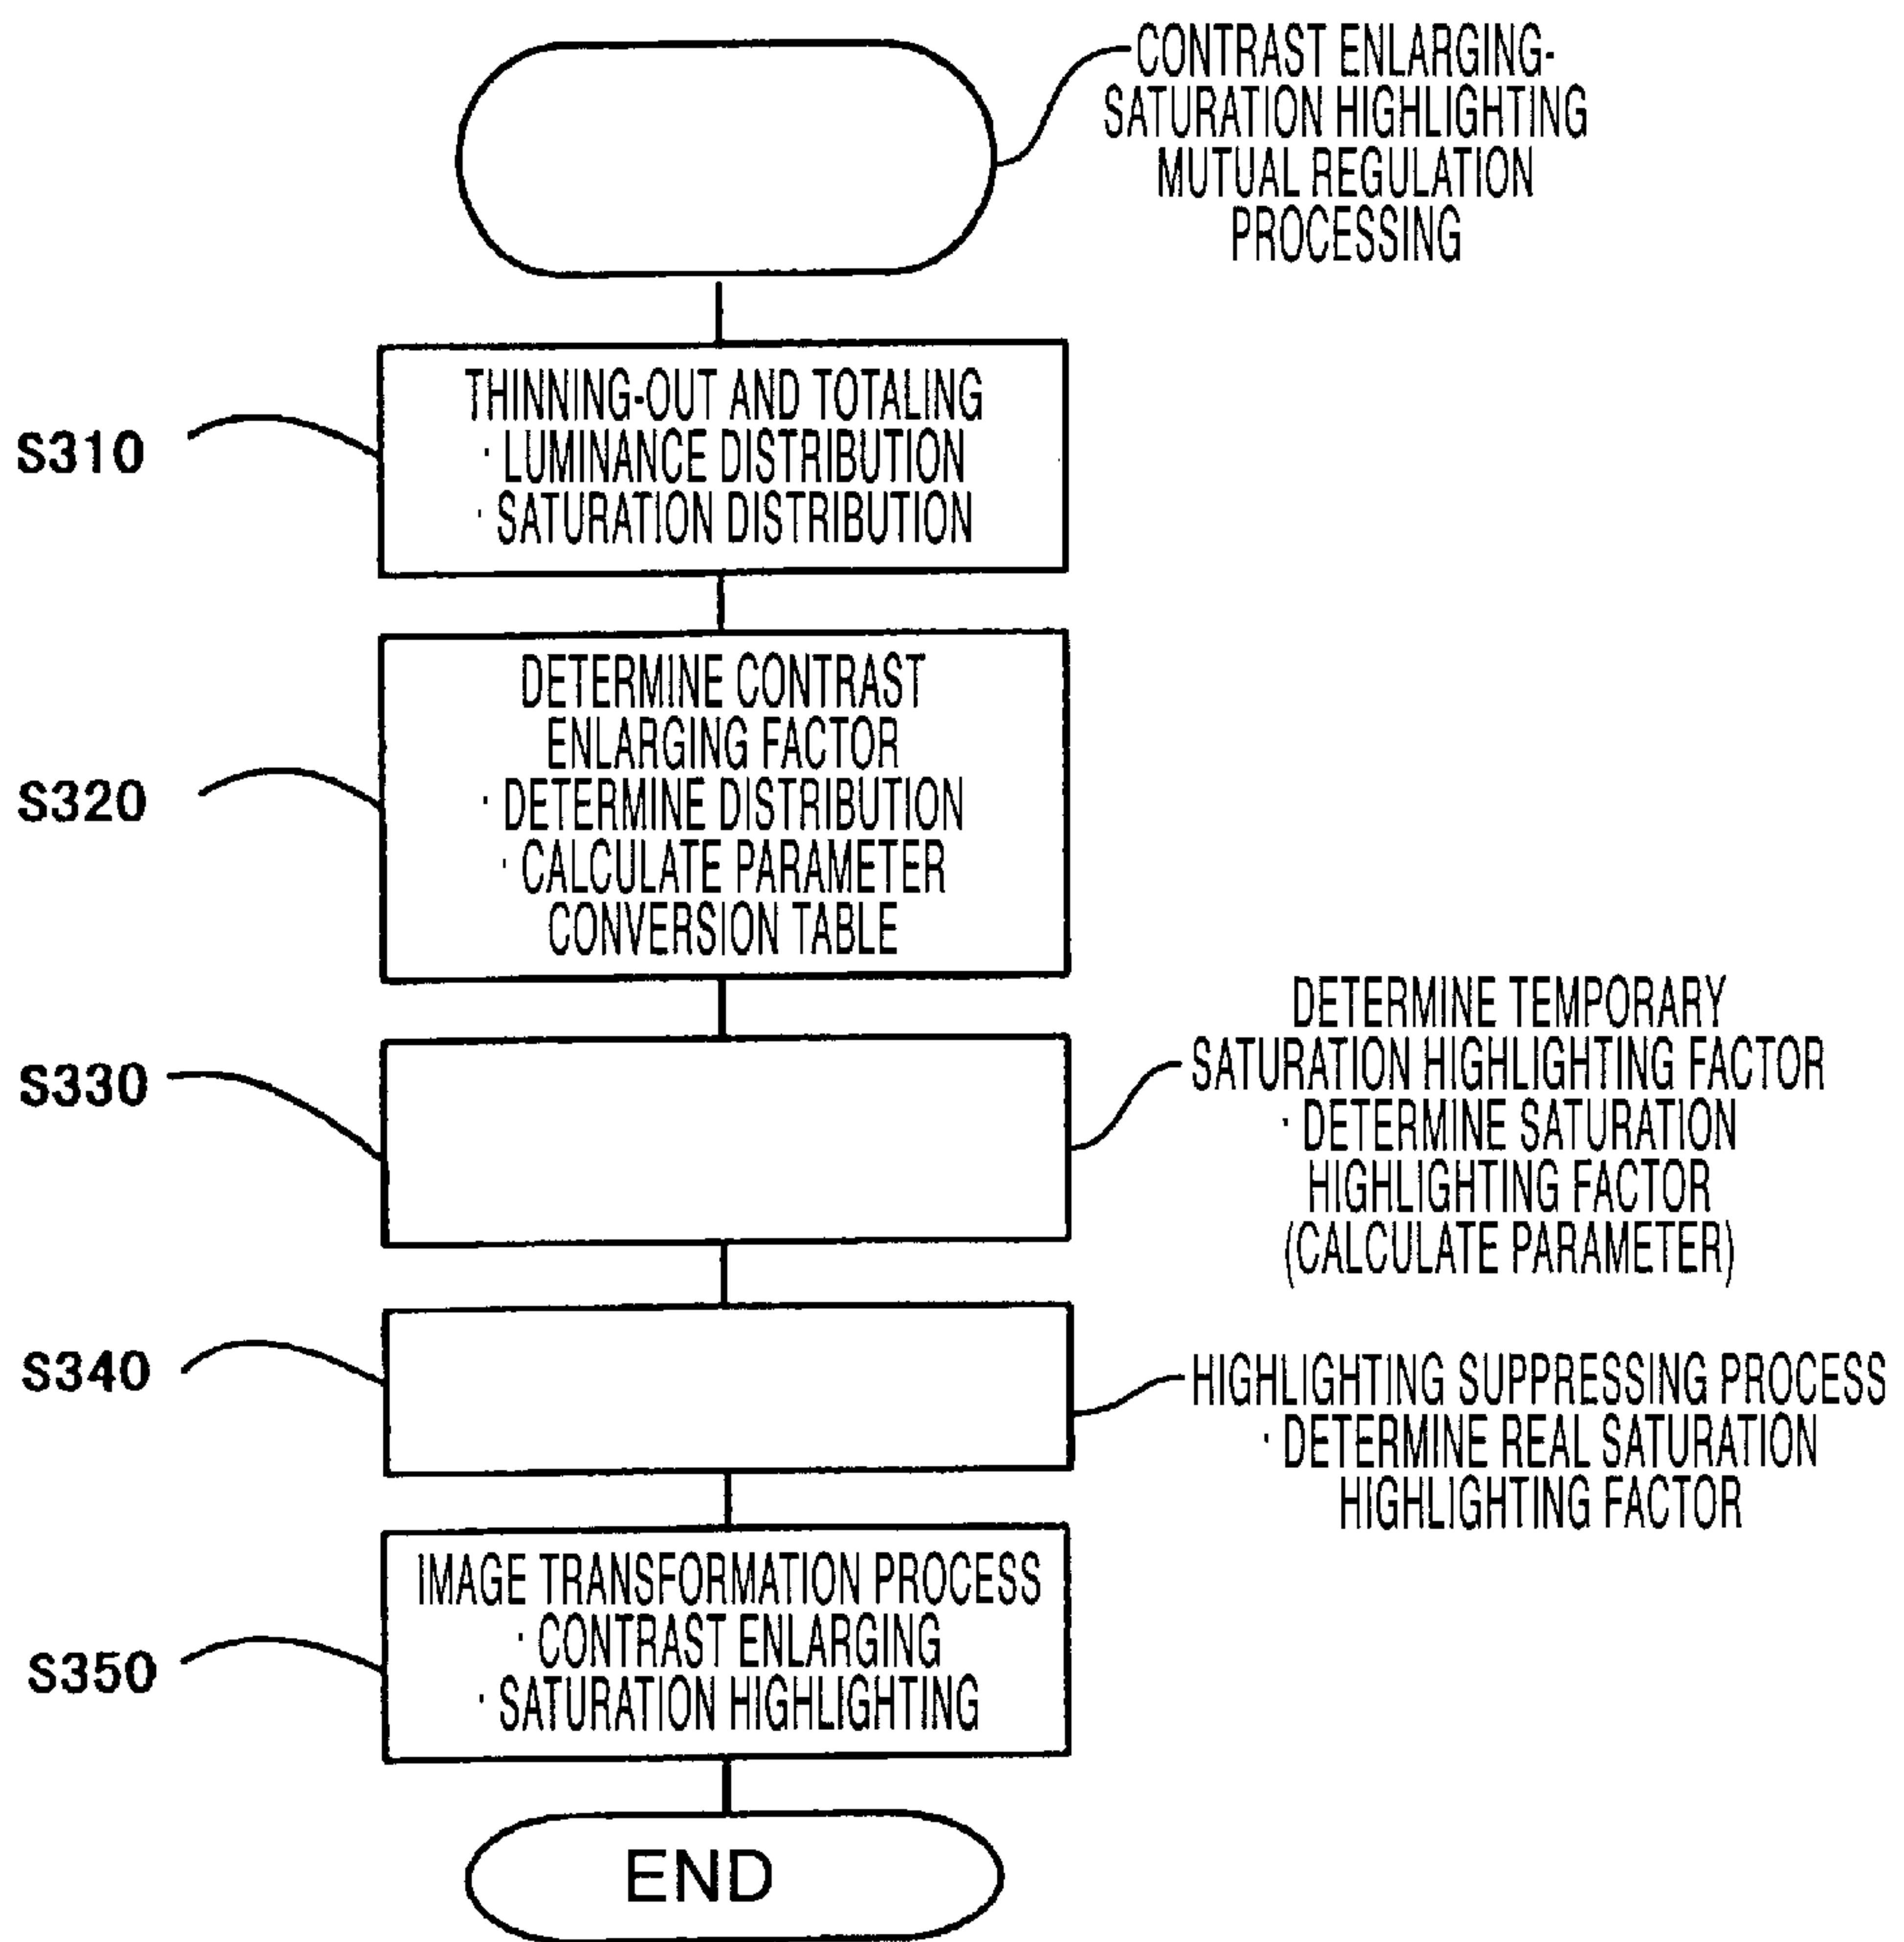 CONTRAST ENLARGING-
SATURATION HIGHLIGHTING
MUTUAL REGULATION
PROCESSING
S310
THINNING-OUT AND TOTALING
· LUMINANCE DISTRIBUTION
· SATURATION DISTRIBUTION
S320
DETERMINE CONTRAST
ENLARGING FACTOR
· DETERMINE DISTRIBUTION
· CALCULATE PARAMETER
CONVERSION TABLE
S330
DETERMINE TEMPORARY
SATURATION HIGHLIGHTING FACTOR
· DETERMINE SATURATION
HIGHLIGHTING FACTOR
(CALCULATE PARAMETER)
S340
HIGHLIGHTING SUPPRESSING PROCESS
· DETERMINE REAL SATURATION
HIGHLIGHTING FACTOR
S350
IMAGE TRANSFORMATION PROCESS
· CONTRAST ENLARGING
· SATURATION HIGHLIGHTING
END